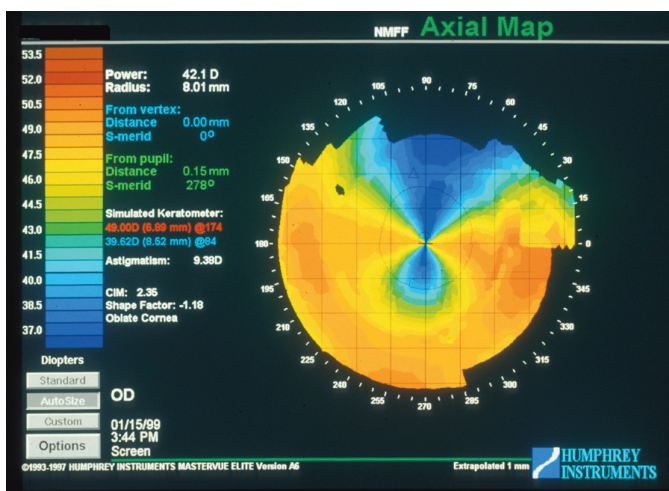 NMFF Axial Map
53.5
52.0
50.5
49.0
47.5
46.0
44.5
43.0
41.5
40.0
38.5
37.0
Diopters
Standard
AutoSize
Custom
Options
Power: 42.1 D
Radius: 8.01 mm
From vertex:
Distance 0.00 mm
S-merid 0°
From pupil:
Distance 0.15 mm
S-merid 278°
Simulated Keratometer:
49.00D (6.89 mm) @174
39.62D (8.52 mm) @84
Astigmatism: 9.38D
CIM: 2.35
Shape Factor: -1.18
Oblate Cornea
OD
01/15/99
3:44 PM
Screen
90
75
60
45
30
15
0
345
330
315
300
285
270
255
240
225
210
195
180
165
150
135
120
105
©1993-1997 HUMPHREY INSTRUMENTS MASTERVUE ELITE Version A6
Extrapolated 1 mm
HUMPHREY
INSTRUMENTS